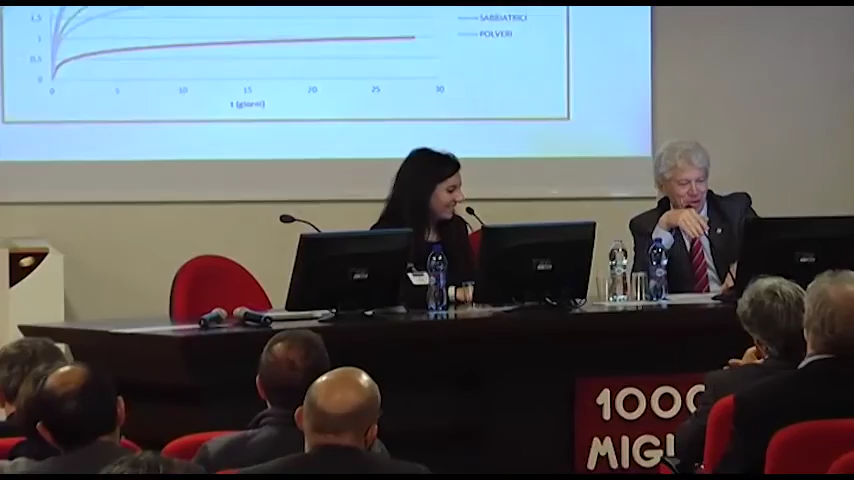 1,5
SABBIATRICI
1
POLVERI
0,5
0
0 5 10 15 20 25 30
t (giorni)
1000
MIGL